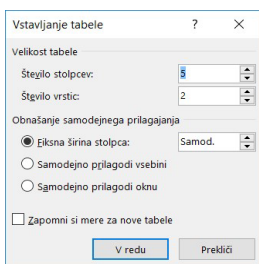 Vstavljanje tabele ?
Velikost tabele
Število stolpcev: 5
Število vrstic: 2
Obnašanje samodejnega prilagajanja
Fiksna širina stolpca: Samod.
Samodejno prilagodi vsebini
Samodejno prilagodi oknu
Zapomni si mere za nove tabele
V redu Prekliči